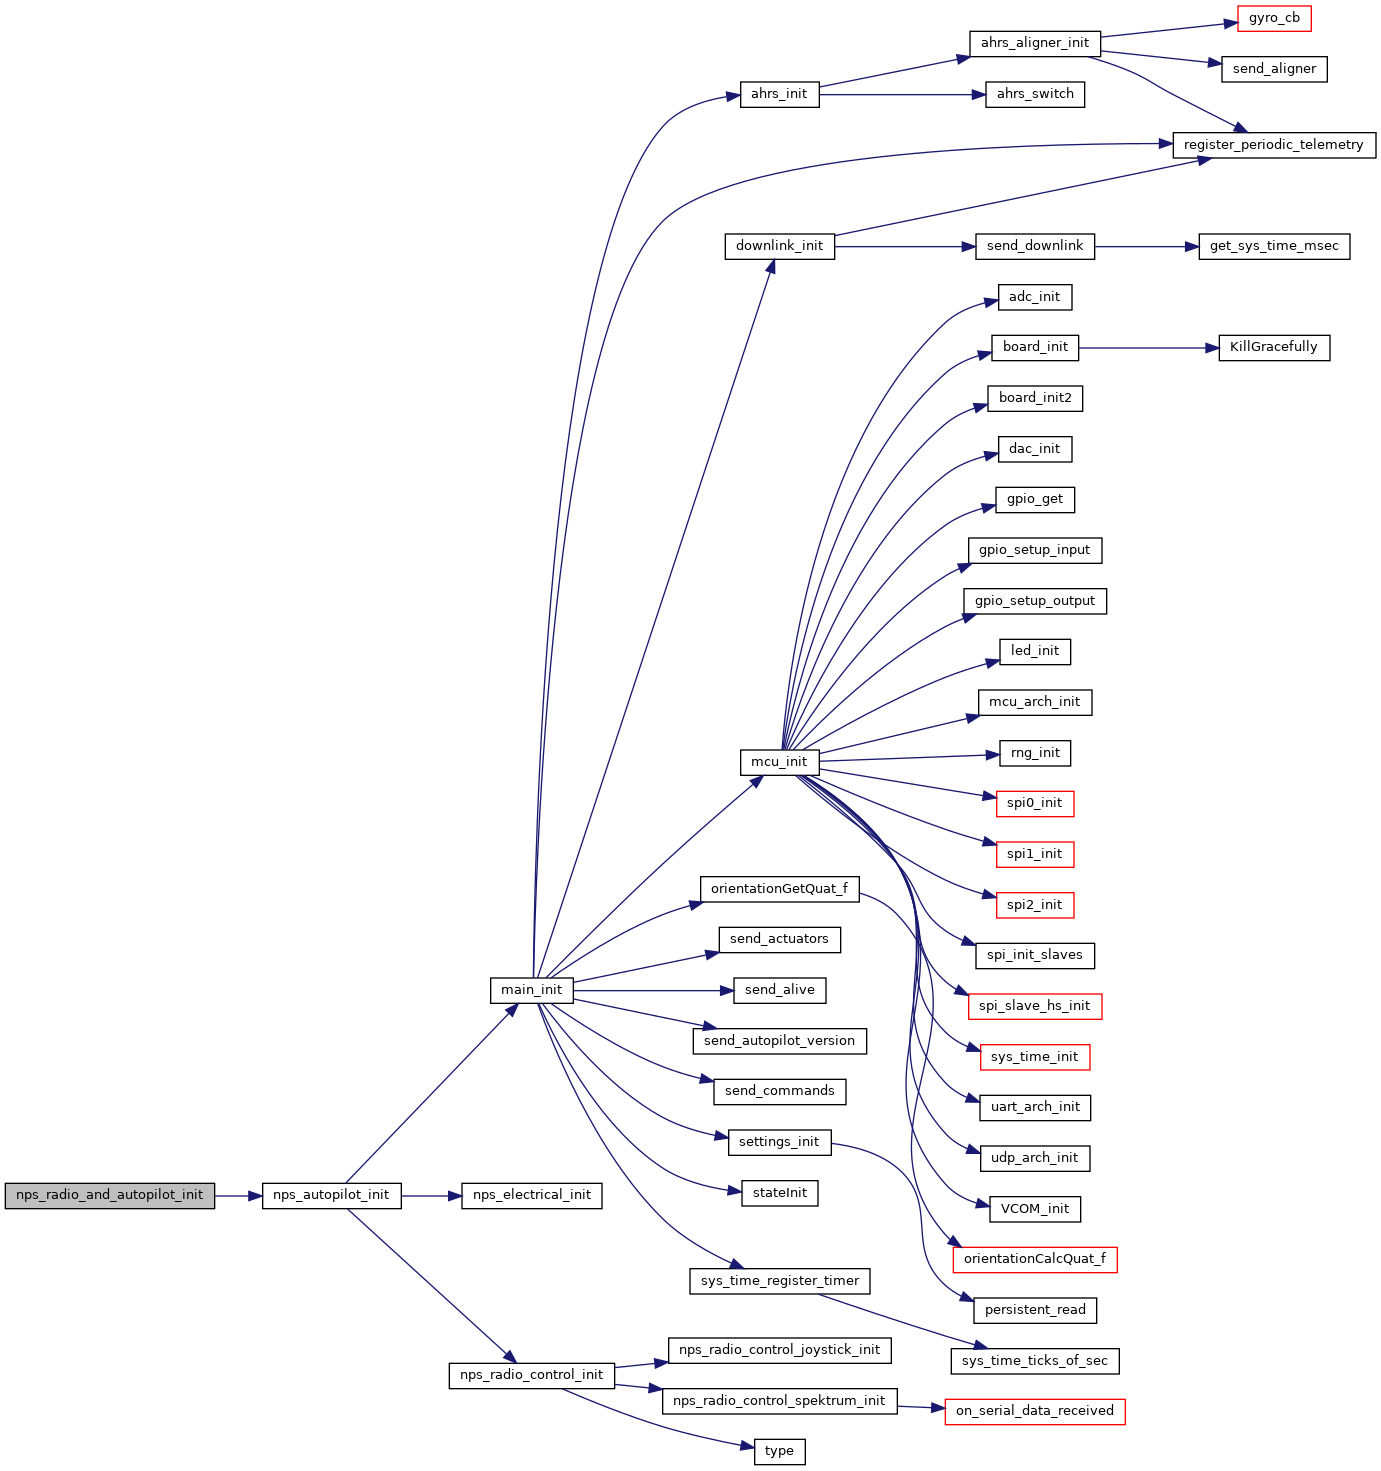 gyro_cb
ahrs_aligner_init
send_aligner
ahrs_init
ahrs_switch
register_periodic_telemetry
downlink_init
send_downlink
get_sys_time_msec
adc_init
board_init
KillGracefully
board_init2
dac_init
gpio_get
gpio_setup_input
gpio_setup_output
led_init
mcu_arch_init
rng_init
mcu_init
spi0_init
spi1_init
orientationGetQuat_f
spi2_init
send_actuators
spi_init_slaves
main_init
send_alive
spi_slave_hs_init
send_autopilot_version
sys_time_init
send_commands
uart_arch_init
settings_init
udp_arch_init
nps_radio_and_autopilot_init
nps_autopilot_init
nps_electrical_init
stateInit
VCOM_init
orientationCalcQuat_f
sys_time_register_timer
persistent_read
nps_radio_control_joystick_init
sys_time_ticks_of_sec
nps_radio_control_init
nps_radio_control_spektrum_init
on_serial_data_received
type